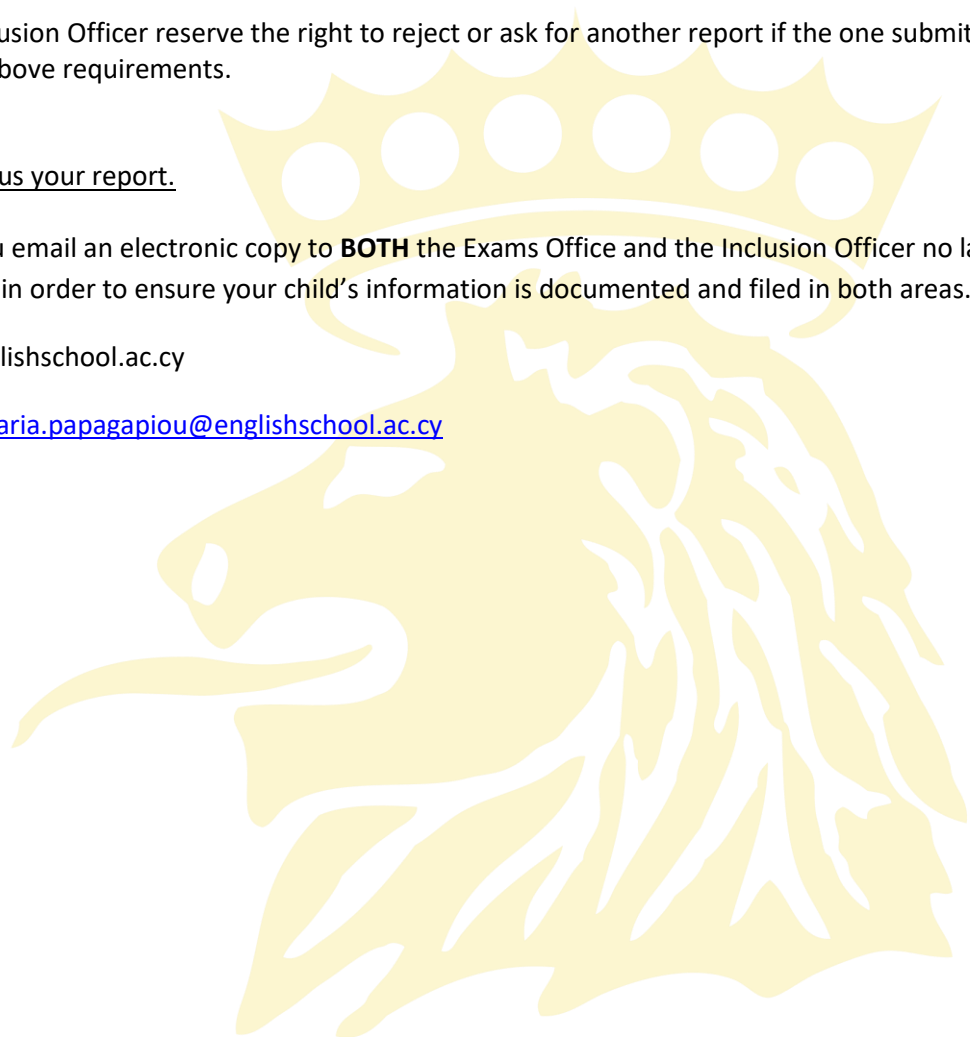 usion Officer reserve the right to reject or ask for another report if the one submit
bove requirements.
us your report.
u email an electronic copy to BOTH the Exams Office and the Inclusion Officer no la
in order to ensure your child’s information is documented and filed in both areas.
lishschool.ac.cy
aria.papagapiou@englishschool.ac.cy